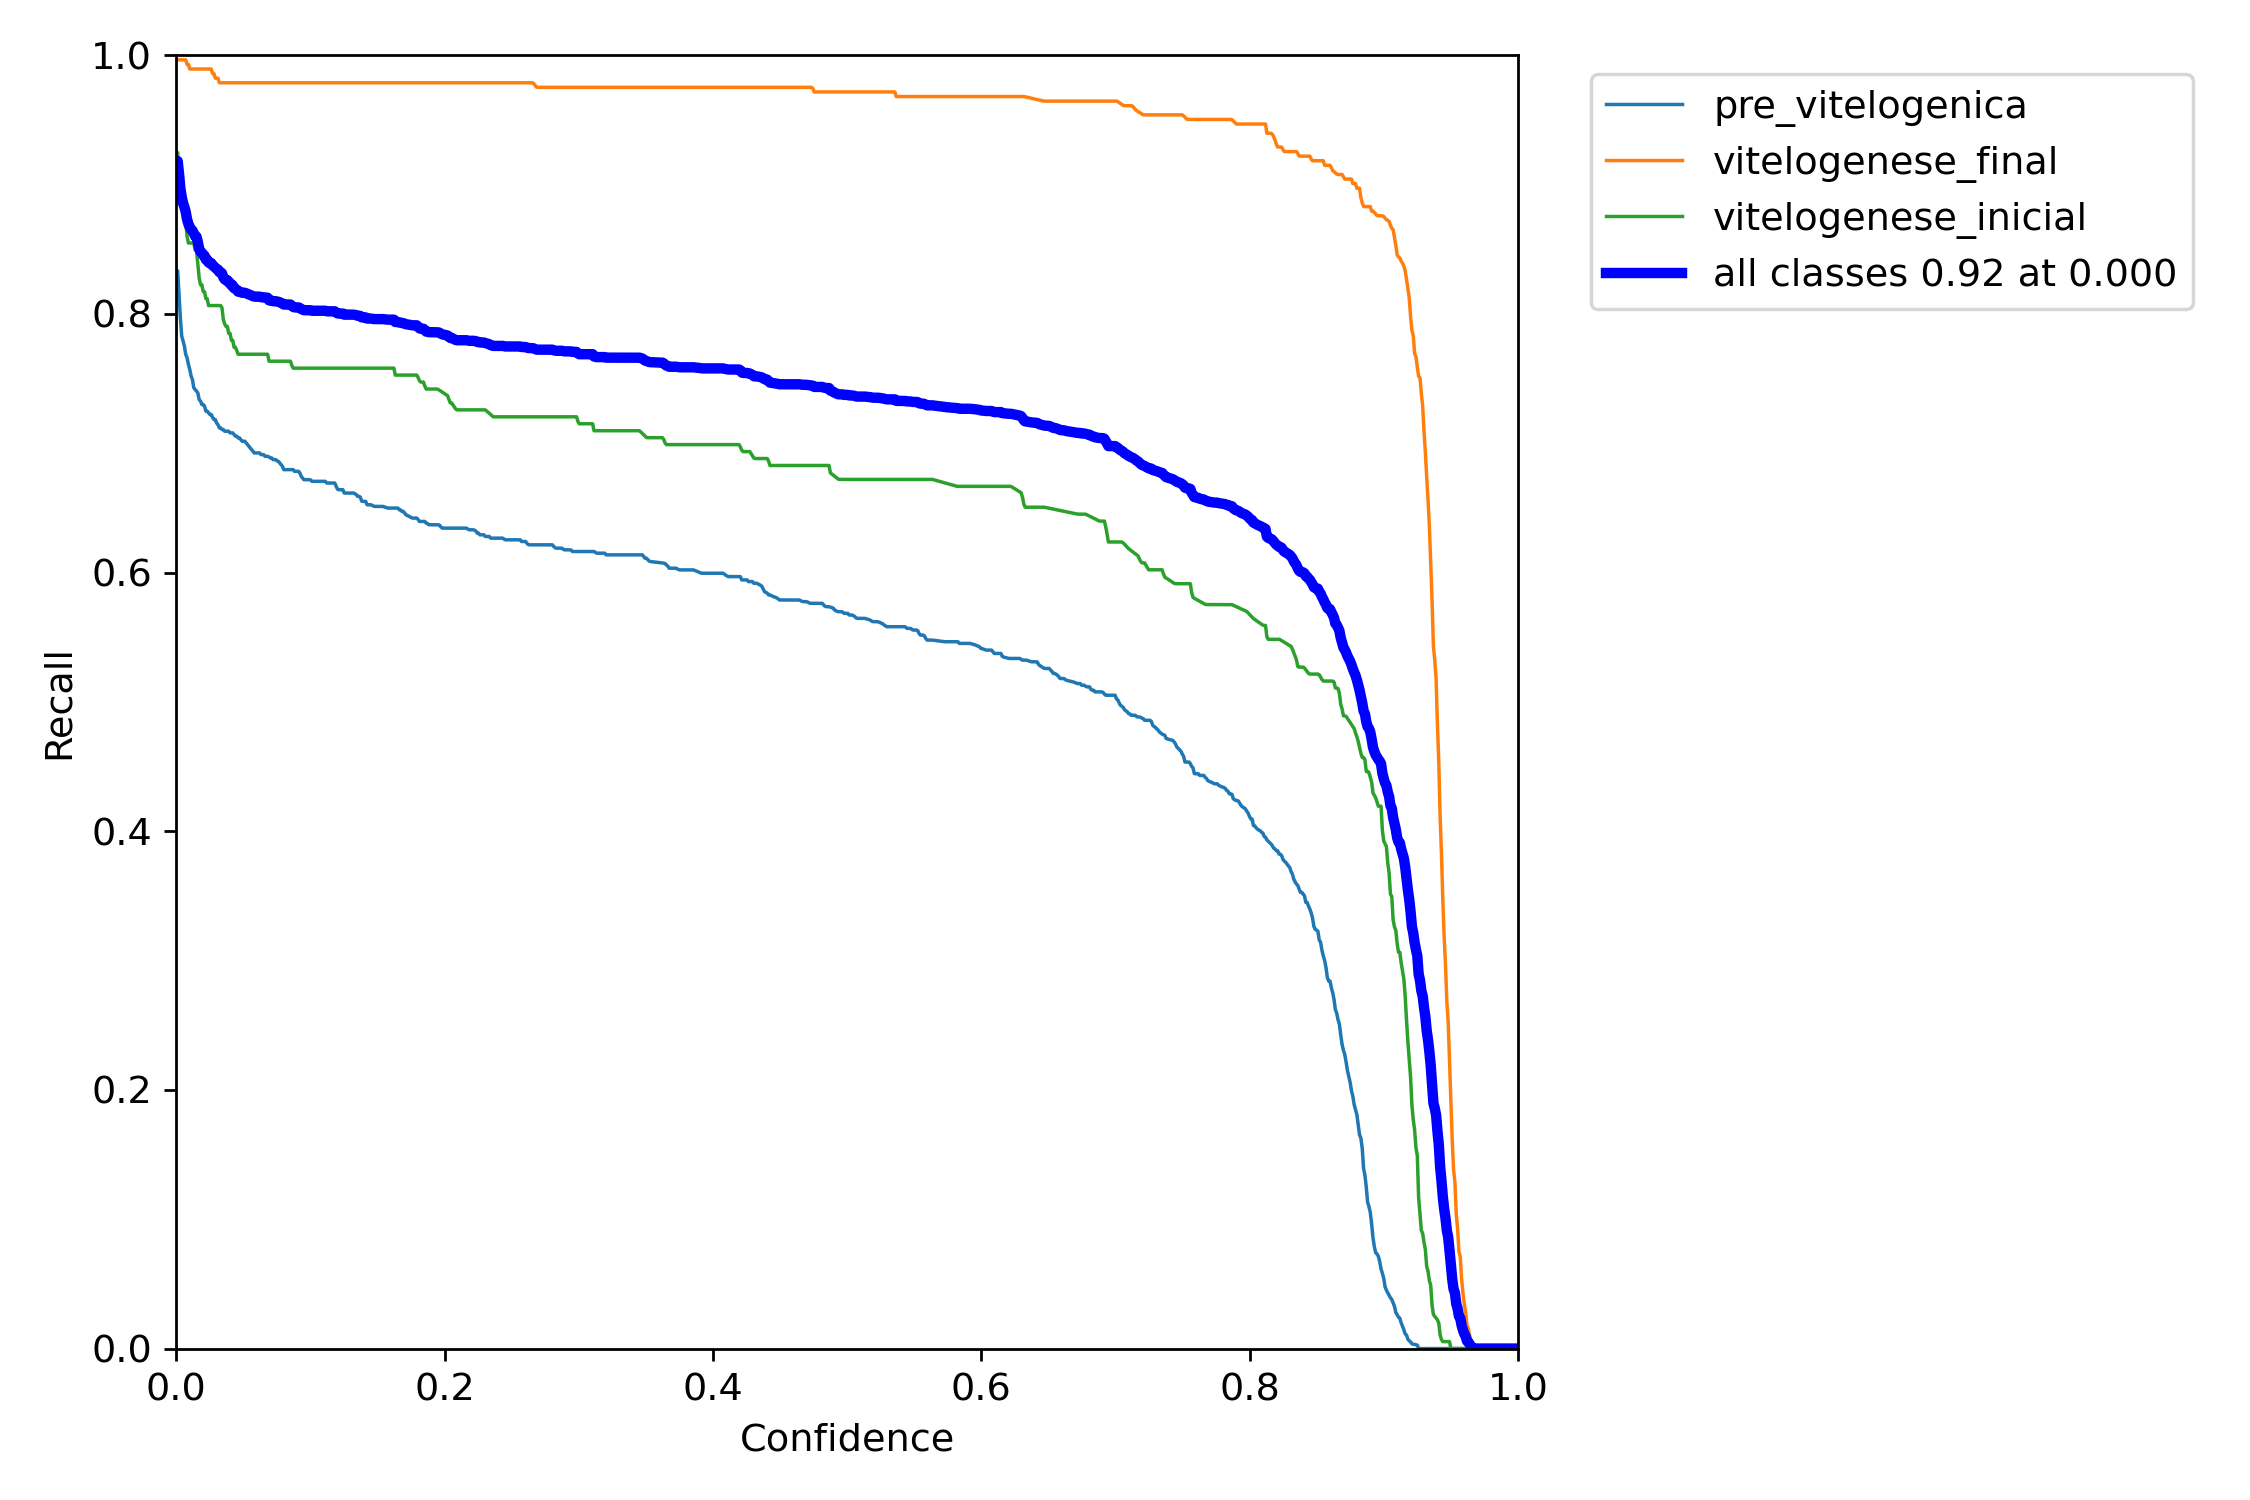 1.0
0.8
0.6
0.4
0.2
0.0
Recall
0.0 0.2 0.4 0.6 0.8 1.0
Confidence
pre_vitelogenica
vitelogenese_final
vitelogenese_inicial
all classes 0.92 at 0.000